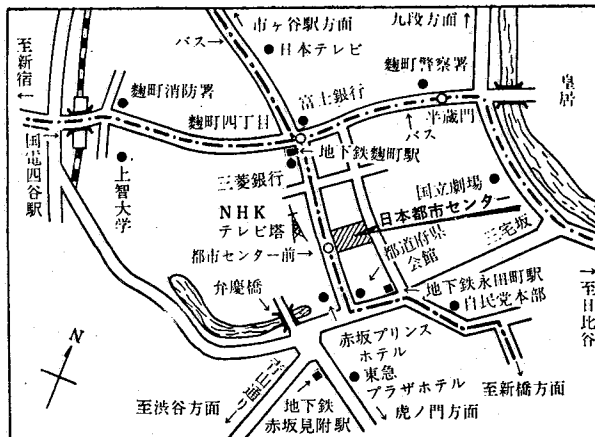 市ヶ谷駅方面
九段方面
バス
日本テレビ
至新宿
麴町警察署
皇居
麴町消防署
富士銀行
麴町四丁目
半蔵門
バス
国電四谷駅
地下鉄麴町駅
上智大学
三菱銀行
国立劇場
NHK
テレビ塔
日本都市センター
三宅坂
都市センター前
都道府県
会館
弁慶橋
地下鉄永田町駅
自民党本部
至日比谷
N
赤坂プリンス
ホテル
青山通り
東急
プラザホテル
至新橋方面
至渋谷方面
地下鉄
赤坂見附駅
虎ノ門方面